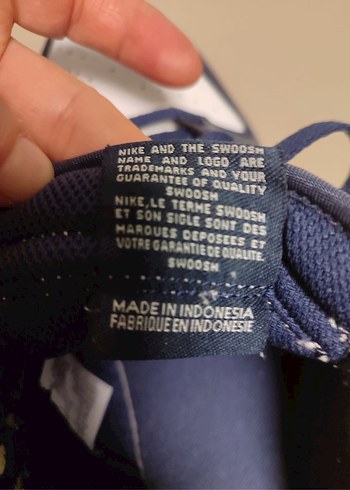 NIKE AND THE SWOOSH
NAME AND LOGO ARE
TRADEMARKS AND YOUR
GUARANTEE OF QUALITY
SWOOSH
NIKE, LE TERME SWOOSH
ET SON SIGLE SONT DES
MARQUES DEPOSEES ET
VOTRE GARANTIE DE QUALITE.
SWOOSH
MADE IN INDONESIA
FABRIQUE EN INDONESIE